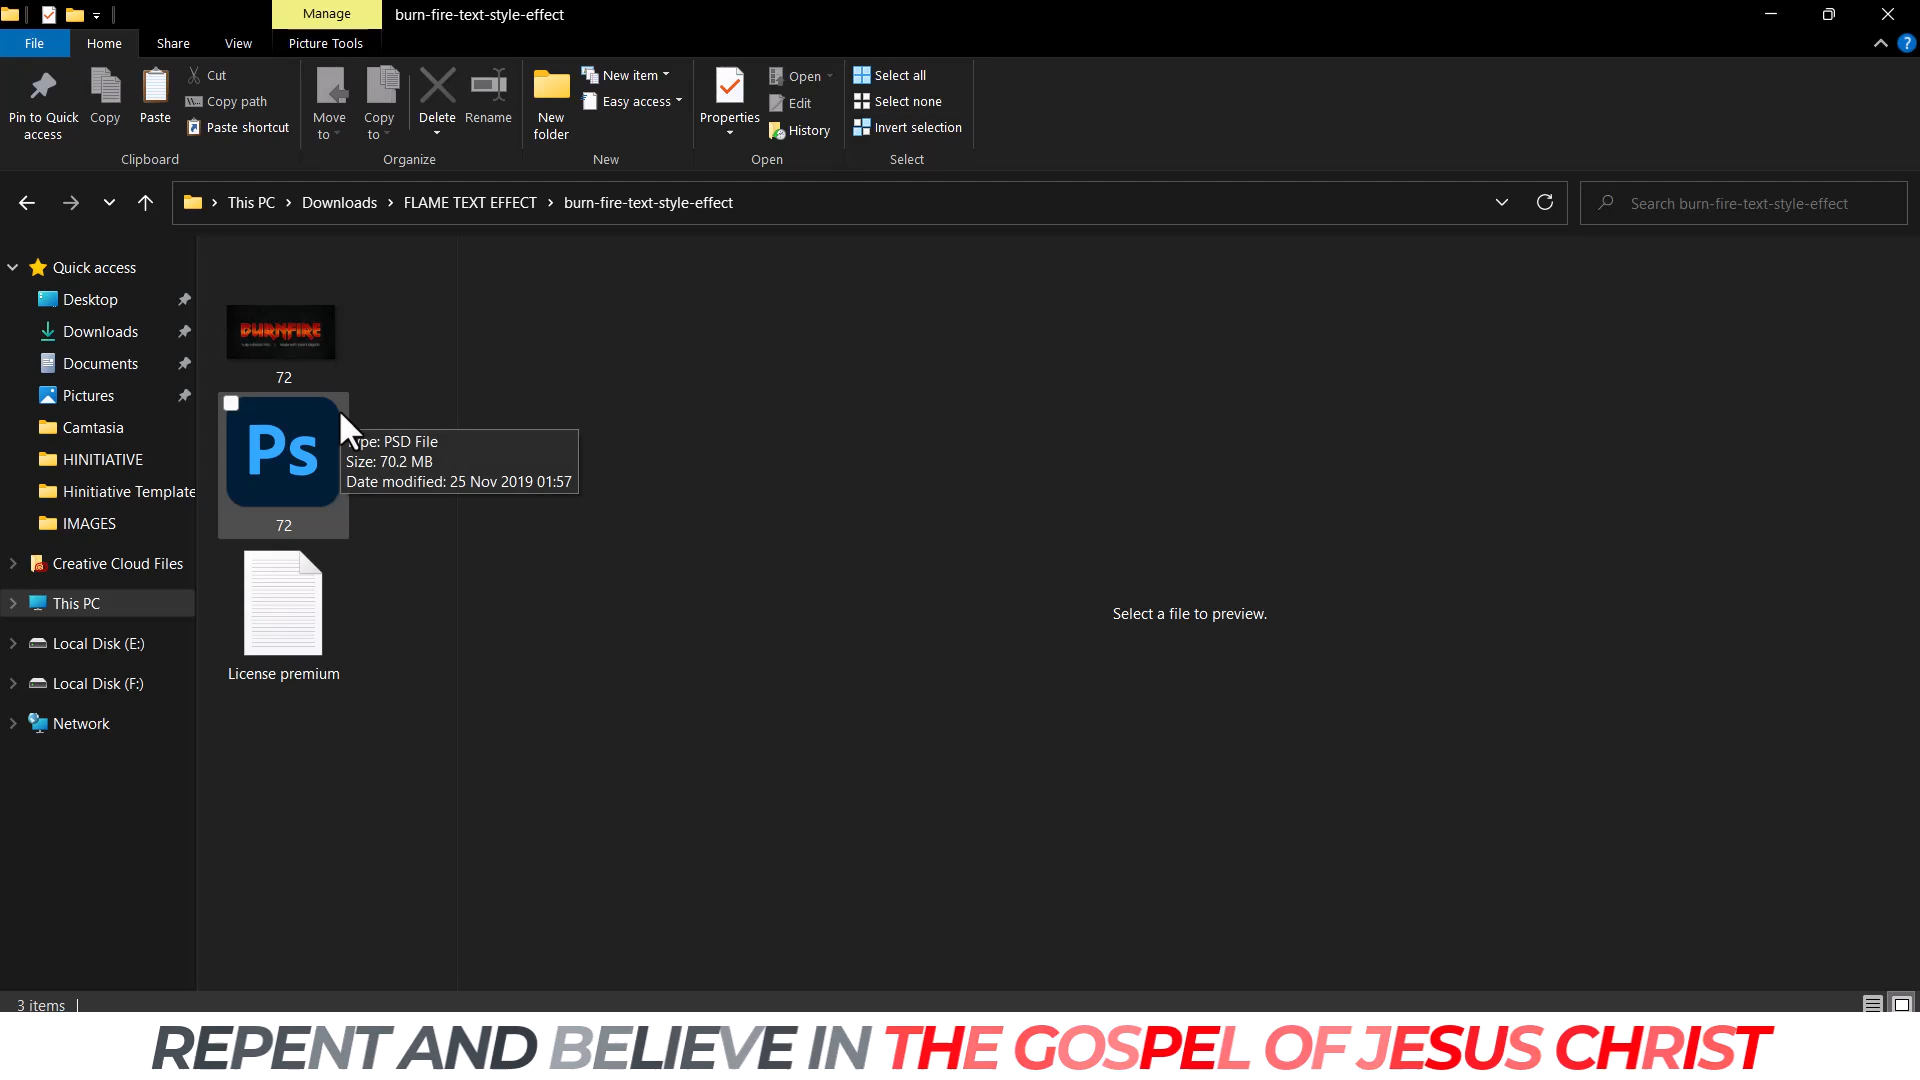 Manage
burn-fire-text-style-effect
File
Home
Share
View
Picture Tools
Pin to Quick access
Copy
Paste
Cut
Copy path
Paste shortcut
Clipboard
Move to
Copy to
Delete
Rename
Organize
New folder
New item
Easy access
New
Properties
Open
Edit
History
Open
Select all
Select none
Invert selection
Select
This PC
Downloads
FLAME TEXT EFFECT
burn-fire-text-style-effect
Search burn-fire-text-style-effect
Quick access
Desktop
Downloads
Documents
Pictures
Camtasia
HINITIATIVE
Hinitiative Template
IMAGES
Creative Cloud Files
This PC
Local Disk (E:)
Local Disk (F:)
Network
BURNFIRE
72
Ps
72
License premium
ype: PSD File
Size: 70.2 MB
Date modified: 25 Nov 2019 01:57
Select a file to preview.
3 items
REPENT AND BELIEVE IN THE GOSPEL OF JESUS CHRIST